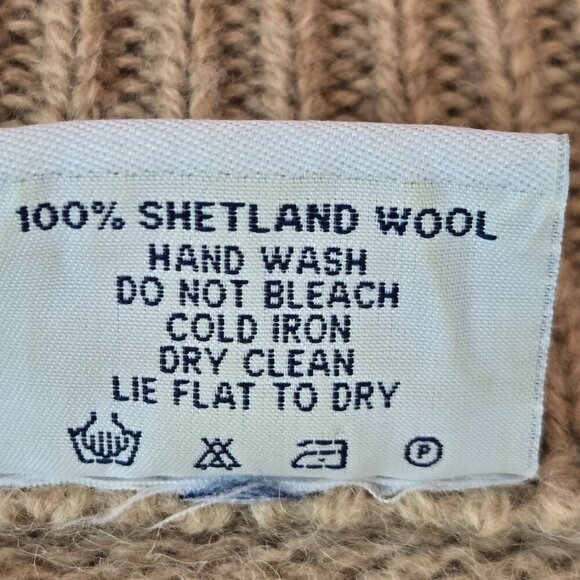 100% SHETLAND WOOL
HAND WASH
DO NOT BLEACH
COLD IRON
DRY CLEAN
LIE FLAT TO DRY
P